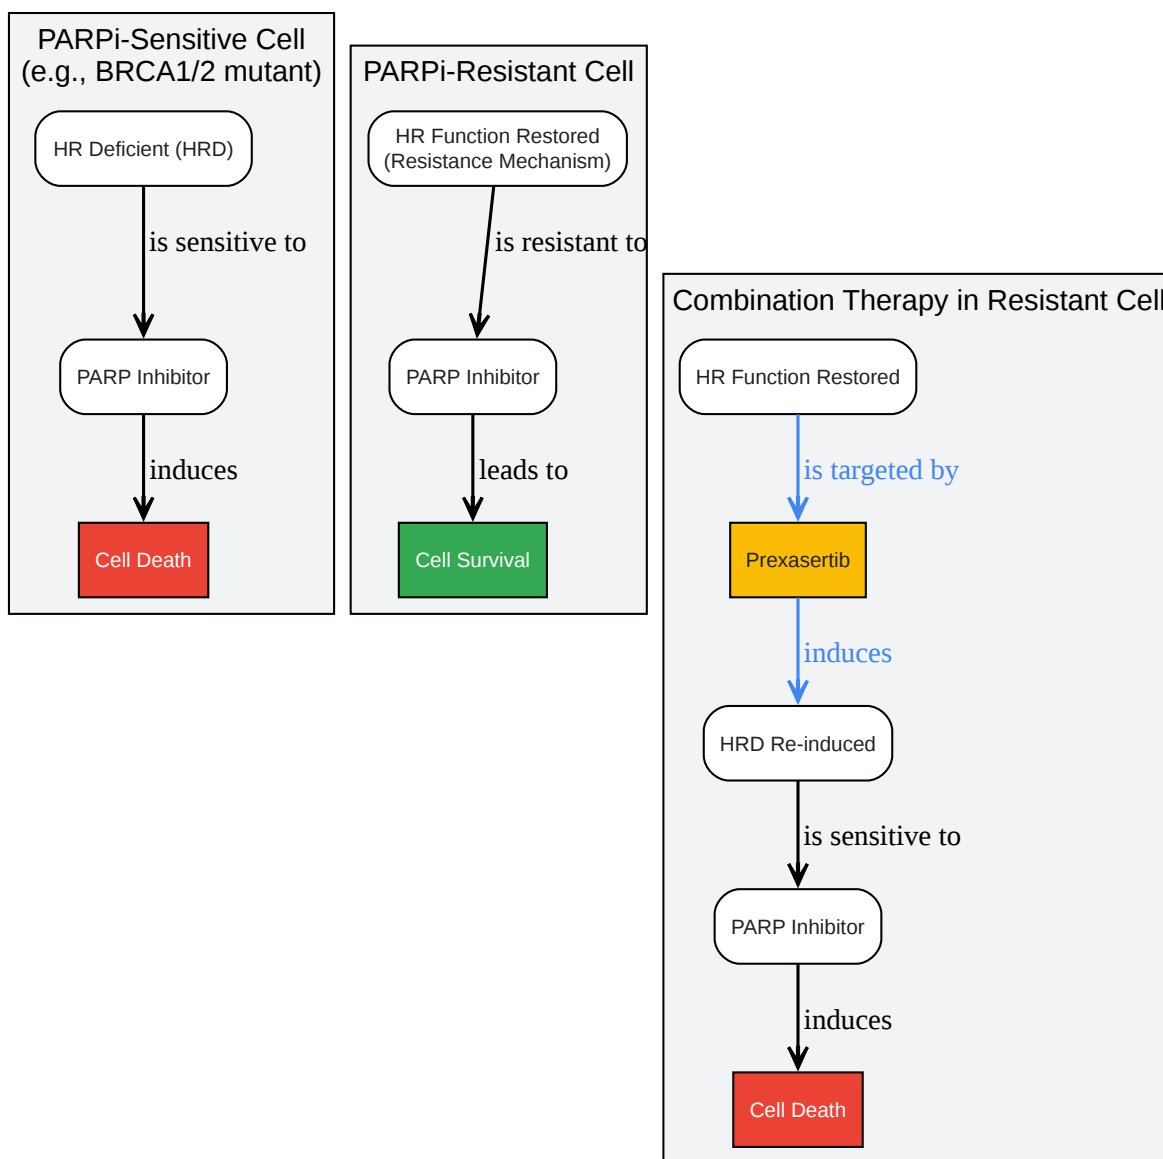 PARPi-Sensitive Cell
(e.g., BRCA1/2 mutant)
HR Deficient (HRD)
is sensitive to
PARP Inhibitor
induces
Cell Death
PARPi-Resistant Cell
HR Function Restored
(Resistance Mechanism)
is resistant to
PARP Inhibitor
leads to
Cell Survival
Combination Therapy in Resistant Cell
HR Function Restored
is targeted by
Prexasertib
induces
HRD Re-induced
is sensitive to
PARP Inhibitor
induces
Cell Death